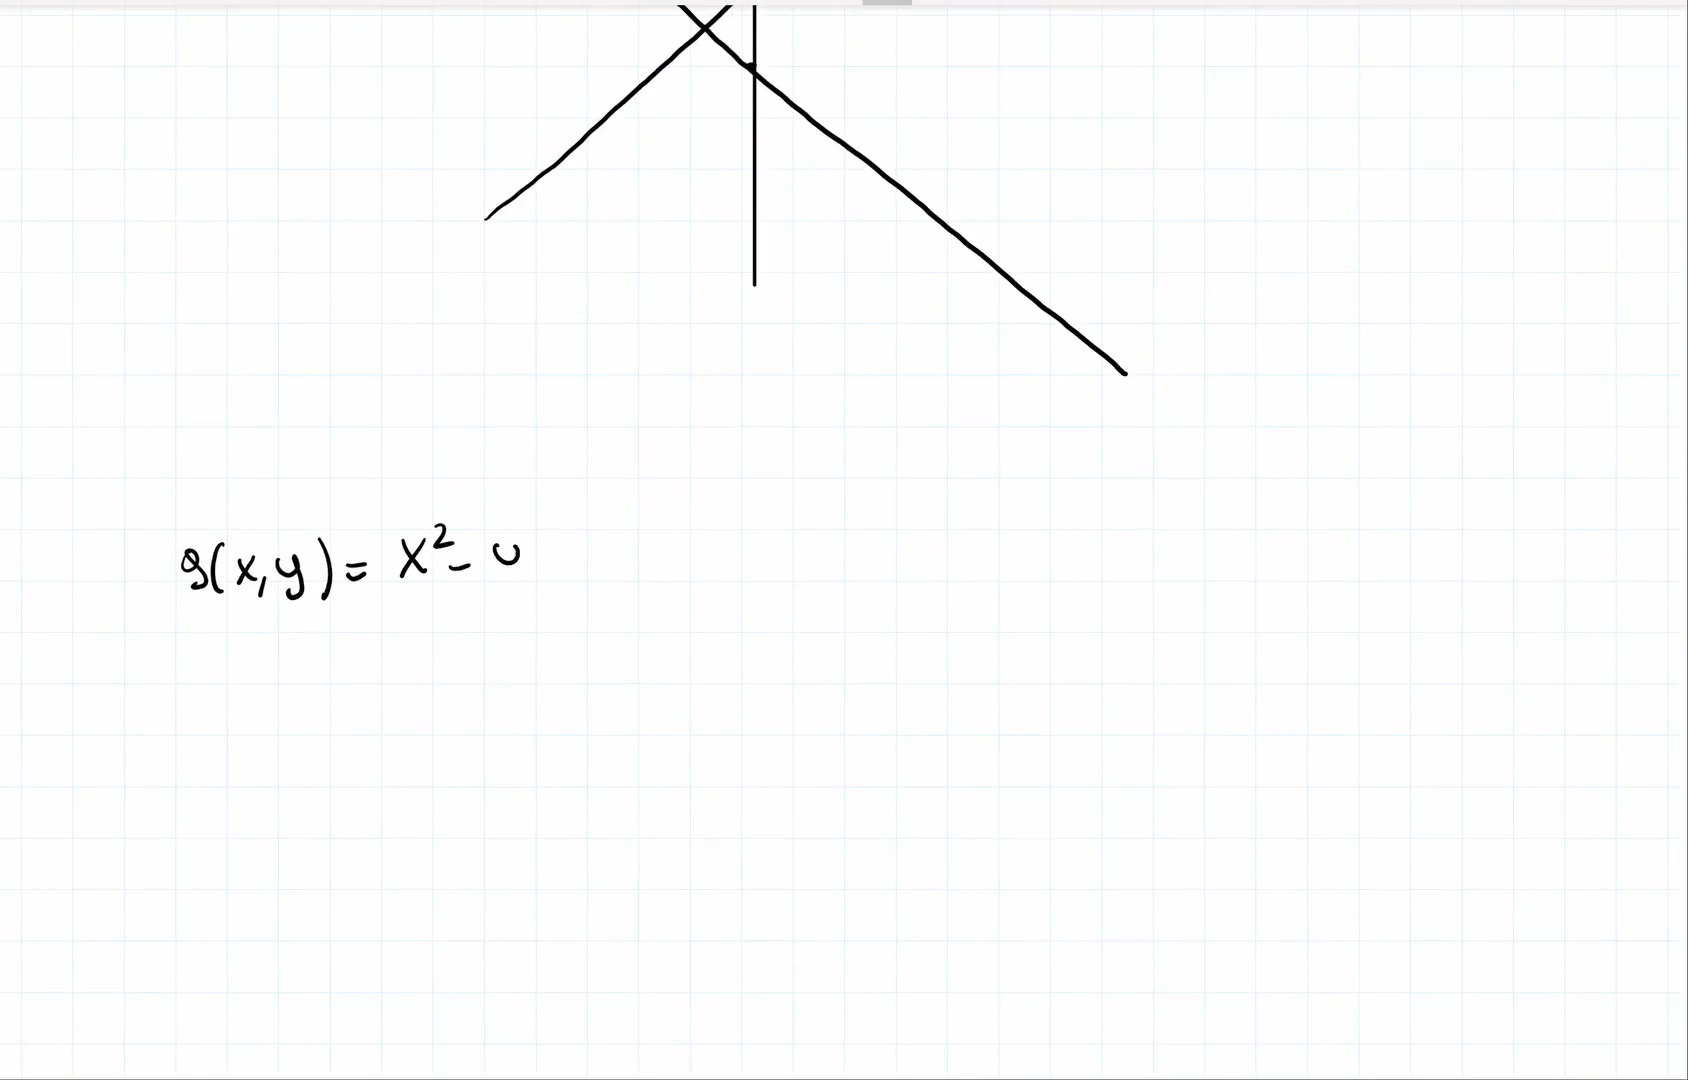 g(x,y) = x² -